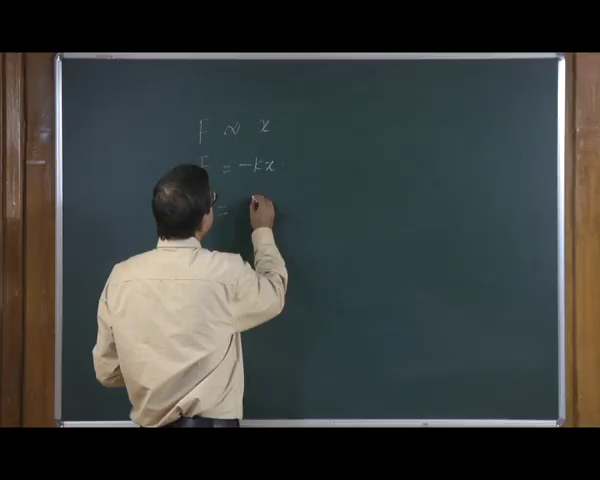 F ∝ x
F = -kx
=